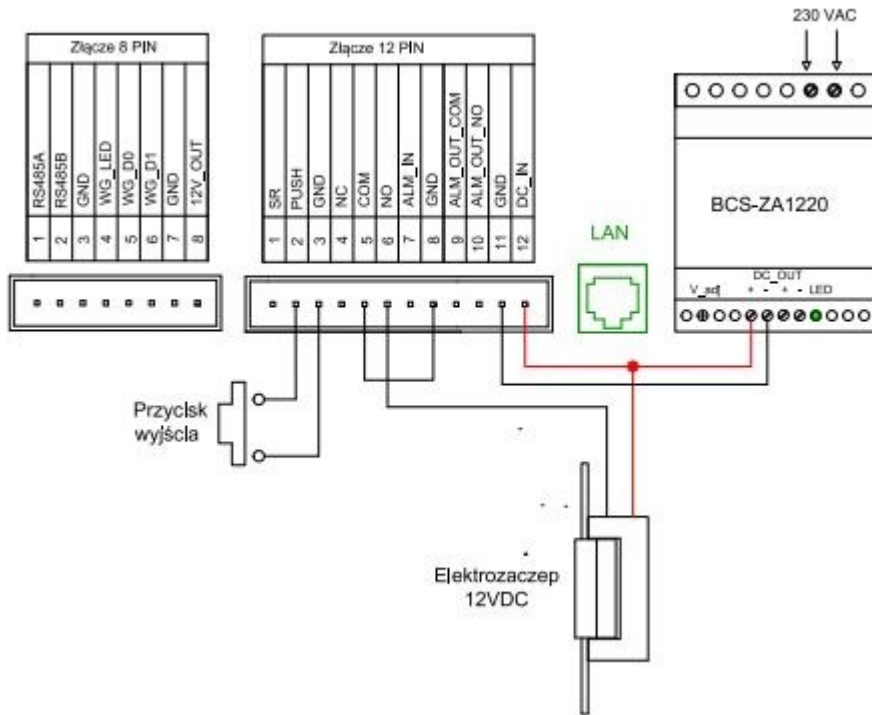 230 VAC
Złącze 8 PIN
1 RS485A
2 RS485B
3 GND
4 WG_LED
5 WG_D0
6 WG_D1
7 GND
8 12V_OUT
Złącze 12 PIN
1 SR
2 PUSH
3 GND
4 NC
5 COM
6 NO
7 ALM_IN
8 GND
9 ALM_OUT_COM
10 ALM_OUT_NO
11 GND
12 DC_IN
LAN
BCS-ZA1220
DC_OUT
V_adj + - + - LED
Przycisk
wyjścia
Elektrozaczep
12VDC